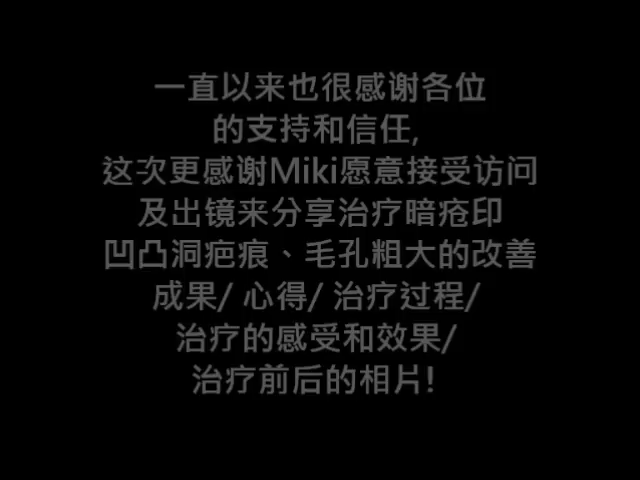 一直以来也很感谢各位
的支持和信任,
这次更感谢Miki愿意接受访问
及出镜来分享治疗暗疮印
凹凸洞疤痕、毛孔粗大的改善
成果/ 心得/ 治疗过程/
治疗的感受和效果/
治疗前后的相片!